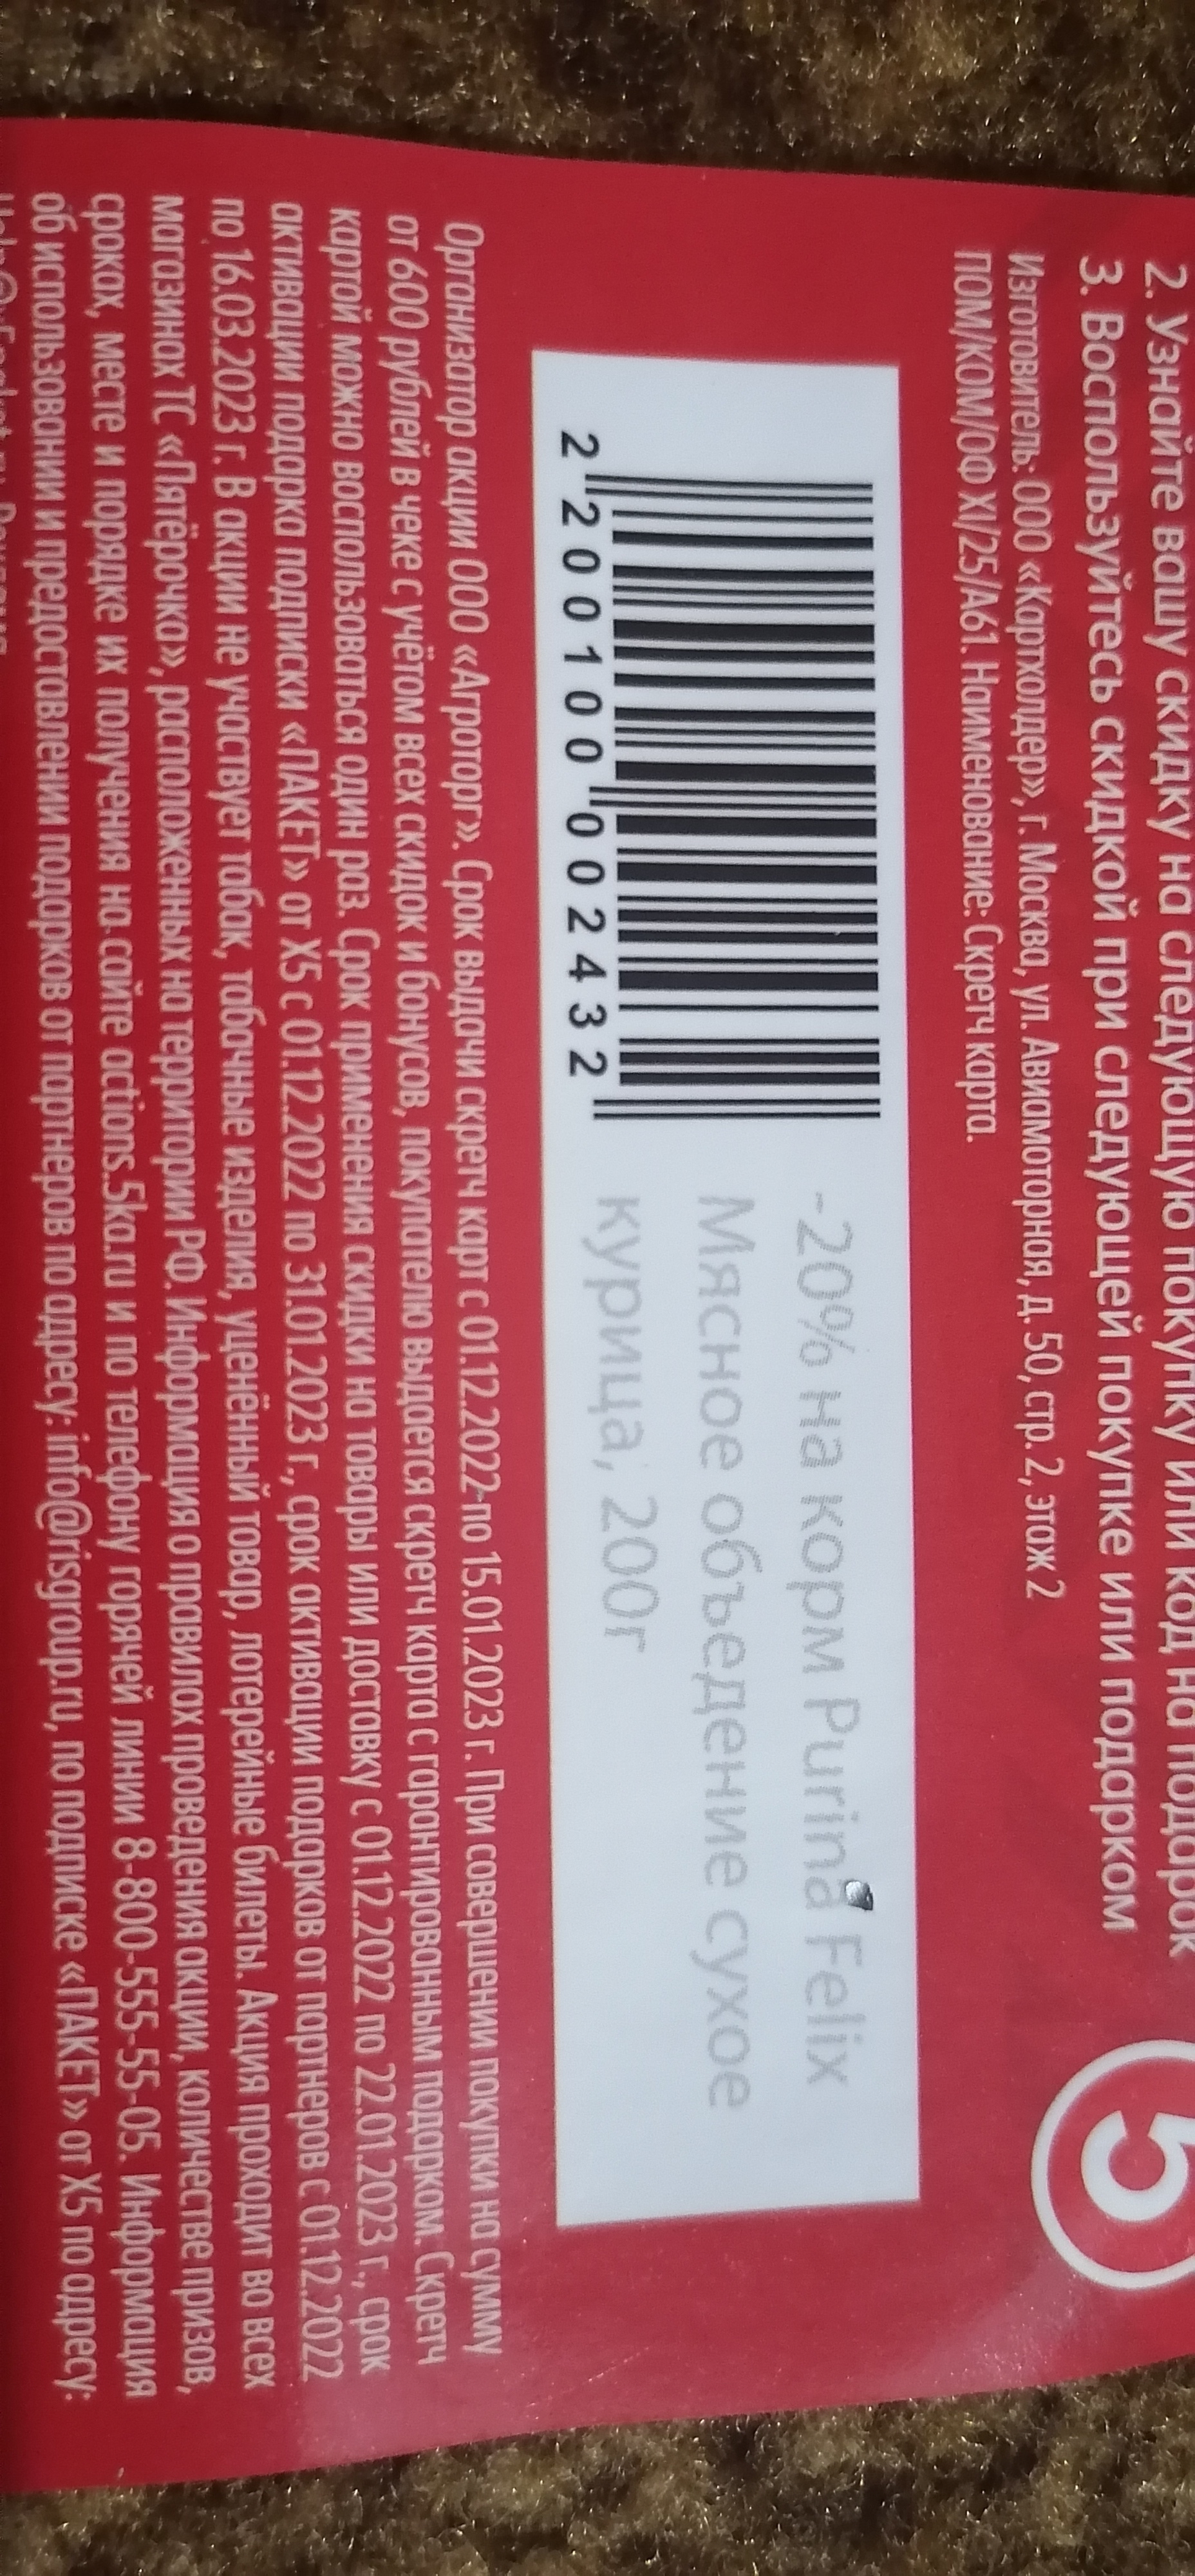 2. Узнайте вашу скидку на следующую покупку или код на подарок
3. Воспользуйтесь скидкой при следующей покупке или подарком
Изготовитель: ООО «Картхолдер», г. Москва, ул. Авиамоторная, д. 50, стр. 2, этаж 2
ПОМ/КОМ/ОФ XI/25/А61. Наименование: Скретч карта.
5
-20% на корм Purina Felix
Мясное объедение сухое
курица, 200г
2 200100 002432
Организатор акции ООО «Агроторг». Срок выдачи скретч карт с 01.12.2022 по 15.01.2023 г. При совершении покупки на сумму
от 600 рублей в чеке с учётом всех скидок и бонусов, покупателю выдается скретч карта с гарантированным подарком. Скретч
картой можно воспользоваться один раз. Срок применения скидки на товары или доставку с 01.12.2022 по 22.01.2023 г., срок
активации подарка подписки «ПАКЕТ» от X5 с 01.12.2022 по 31.01.2023 г., срок активации подарков от партнеров с 01.12.2022
по 16.03.2023 г. В акции не участвует табак, табачные изделия, уценённый товар, лотерейные билеты. Акция проходит во всех
магазинах ТС «Пятёрочка», расположенных на территории РФ. Информация о правилах проведения акции, количестве призов,
сроках, месте и порядке их получения на сайте actions.5ka.ru и по телефону горячей линии 8-800-555-55-05. Информация
об использовании и предоставлении подарков от партнеров по адресу: info@risgroup.ru, по подписке «ПАКЕТ» от X5 по адресу: